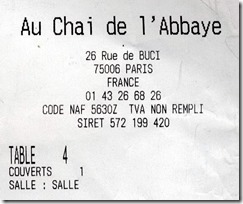 Au Chai de l'Abbaye
26 Rue de BUCI
75006 PARIS
FRANCE
01 43 26 68 26
CODE NAF 5630Z TVA NON REMPLI
SIRET 572 199 420
TABLE 4
COUVERTS 1
SALLE : SALLE